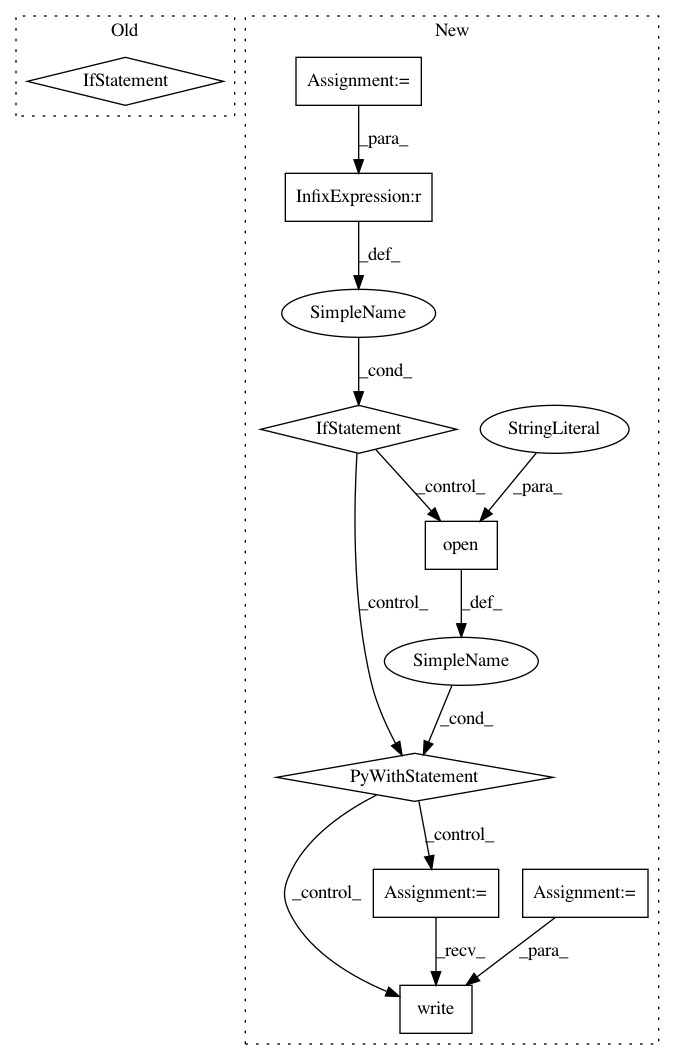 Old
New
IfStatement
Assignment:=
_para_
InfixExpression:r
_def_
SimpleName
_cond_
IfStatement
StringLiteral
_control_
_para_
open
_control_
_def_
SimpleName
_cond_
PyWithStatement
_control_
_control_
Assignment:=
Assignment:=
_recv_
_para_
write